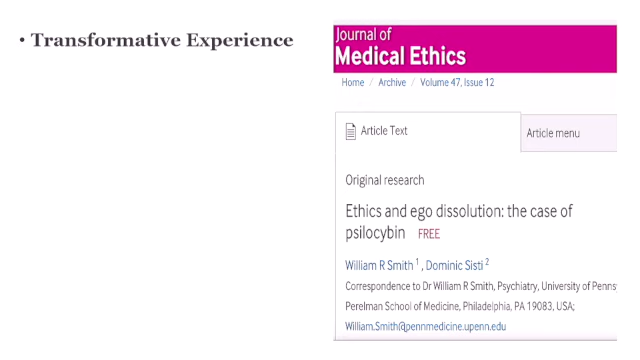 • Transformative Experience
Journal of
Medical Ethics
Home / Archive / Volume 47, Issue 12
Article Text
Article menu
Original research
Ethics and ego dissolution: the case of
psilocybin FREE
William R Smith 1, Dominic Sisti 2
Correspondence to Dr William R Smith, Psychiatry, University of Penns
Perelman School of Medicine, Philadelphia, PA 19083, USA;
William.Smith@pennmedicine.upenn.edu